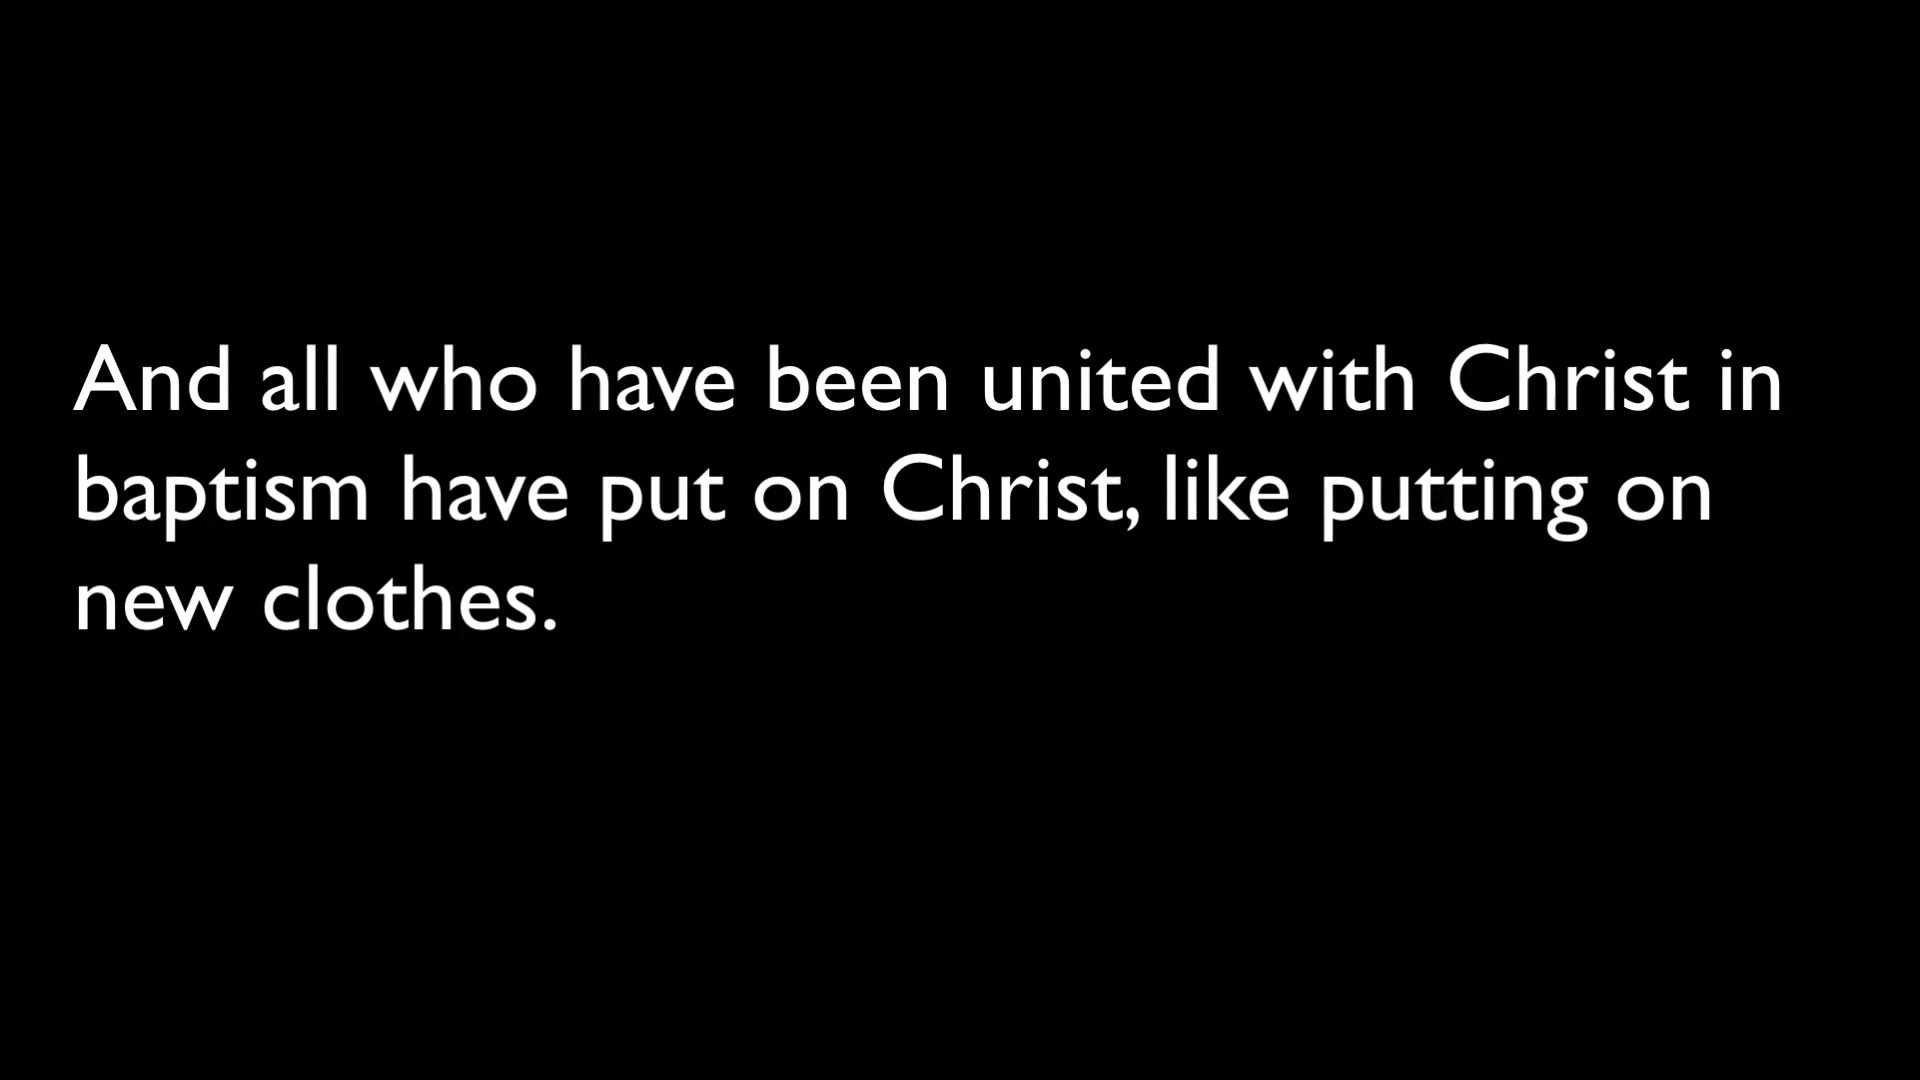 And all who have been united with Christ in
baptism have put on Christ, like putting on
new clothes.